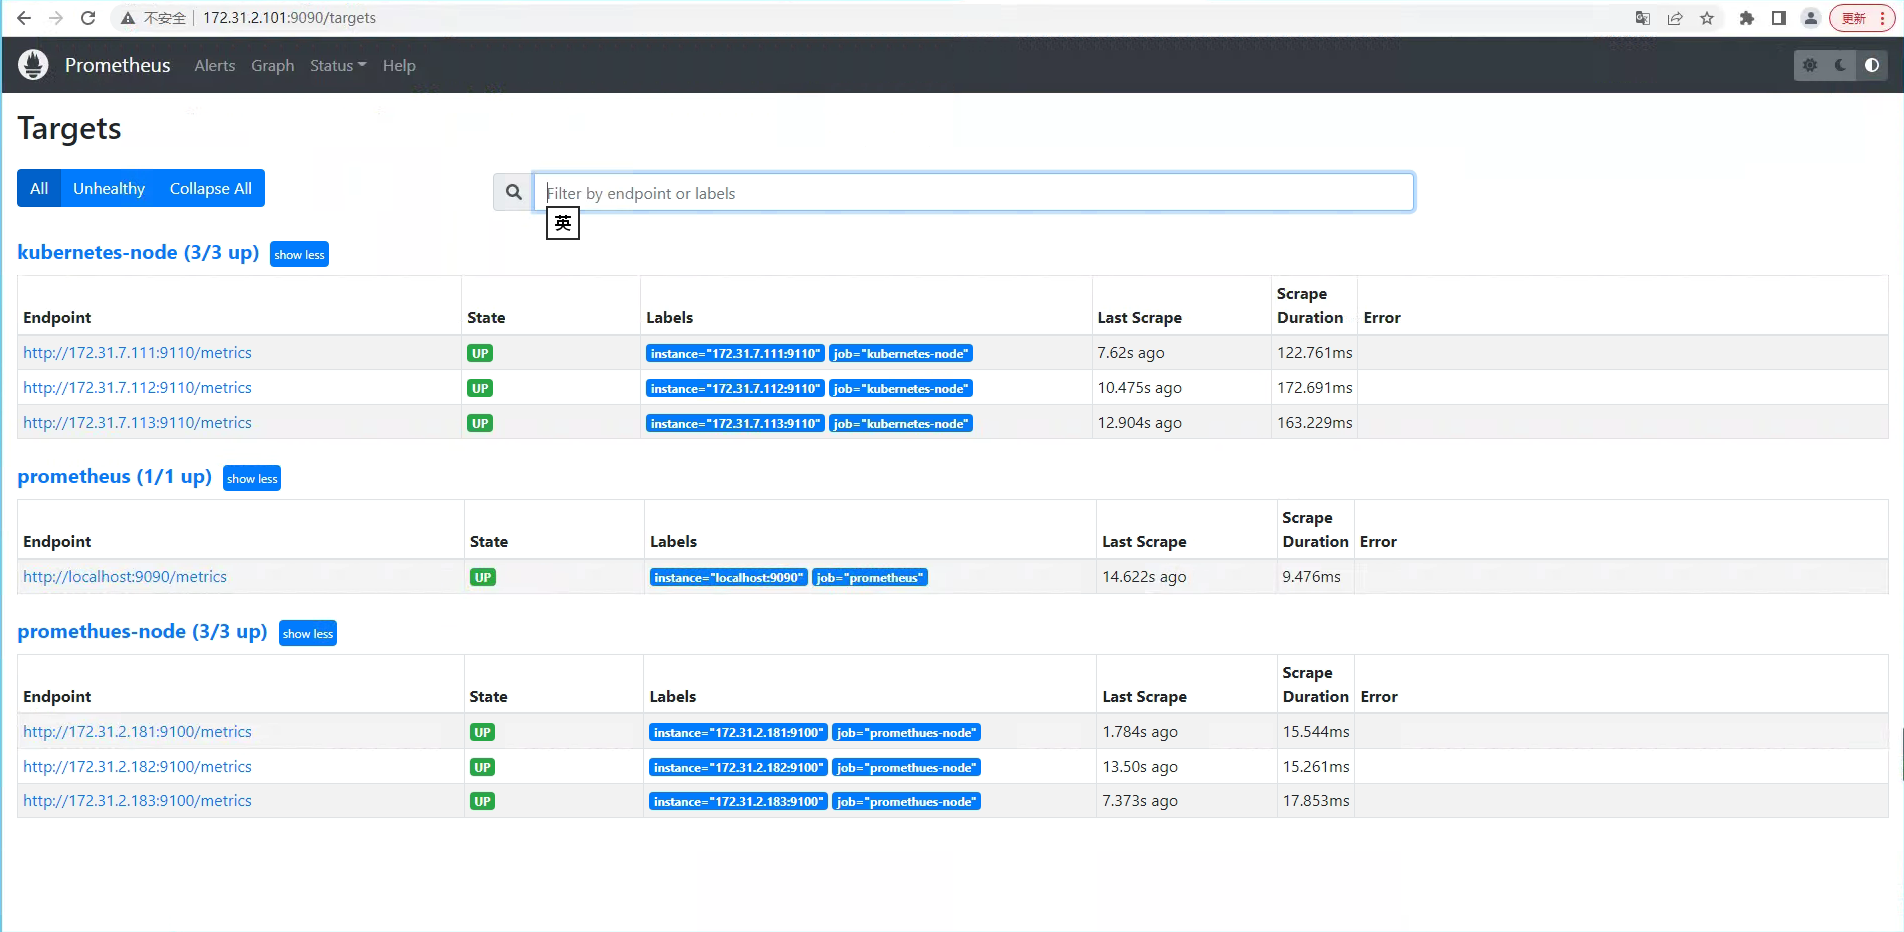 不安全 172.31.2.101:9090/targets 更新
Prometheus Alerts Graph Status Help
Targets
All Unhealthy Collapse All Filter by endpoint or labels
英
kubernetes-node (3/3 up) show less
Endpoint State Labels Last Scrape Scrape Duration Error
http://172.31.7.111:9110/metrics UP instance="172.31.7.111:9110" job="kubernetes-node" 7.62s ago 122.761ms
http://172.31.7.112:9110/metrics UP instance="172.31.7.112:9110" job="kubernetes-node" 10.475s ago 172.691ms
http://172.31.7.113:9110/metrics UP instance="172.31.7.113:9110" job="kubernetes-node" 12.904s ago 163.229ms
prometheus (1/1 up) show less
Endpoint State Labels Last Scrape Scrape Duration Error
http://localhost:9090/metrics UP instance="localhost:9090" job="prometheus" 14.622s ago 9.476ms
promethues-node (3/3 up) show less
Endpoint State Labels Last Scrape Scrape Duration Error
http://172.31.2.181:9100/metrics UP instance="172.31.2.181:9100" job="promethues-node" 1.784s ago 15.544ms
http://172.31.2.182:9100/metrics UP instance="172.31.2.182:9100" job="promethues-node" 13.50s ago 15.261ms
http://172.31.2.183:9100/metrics UP instance="172.31.2.183:9100" job="promethues-node" 7.373s ago 17.853ms